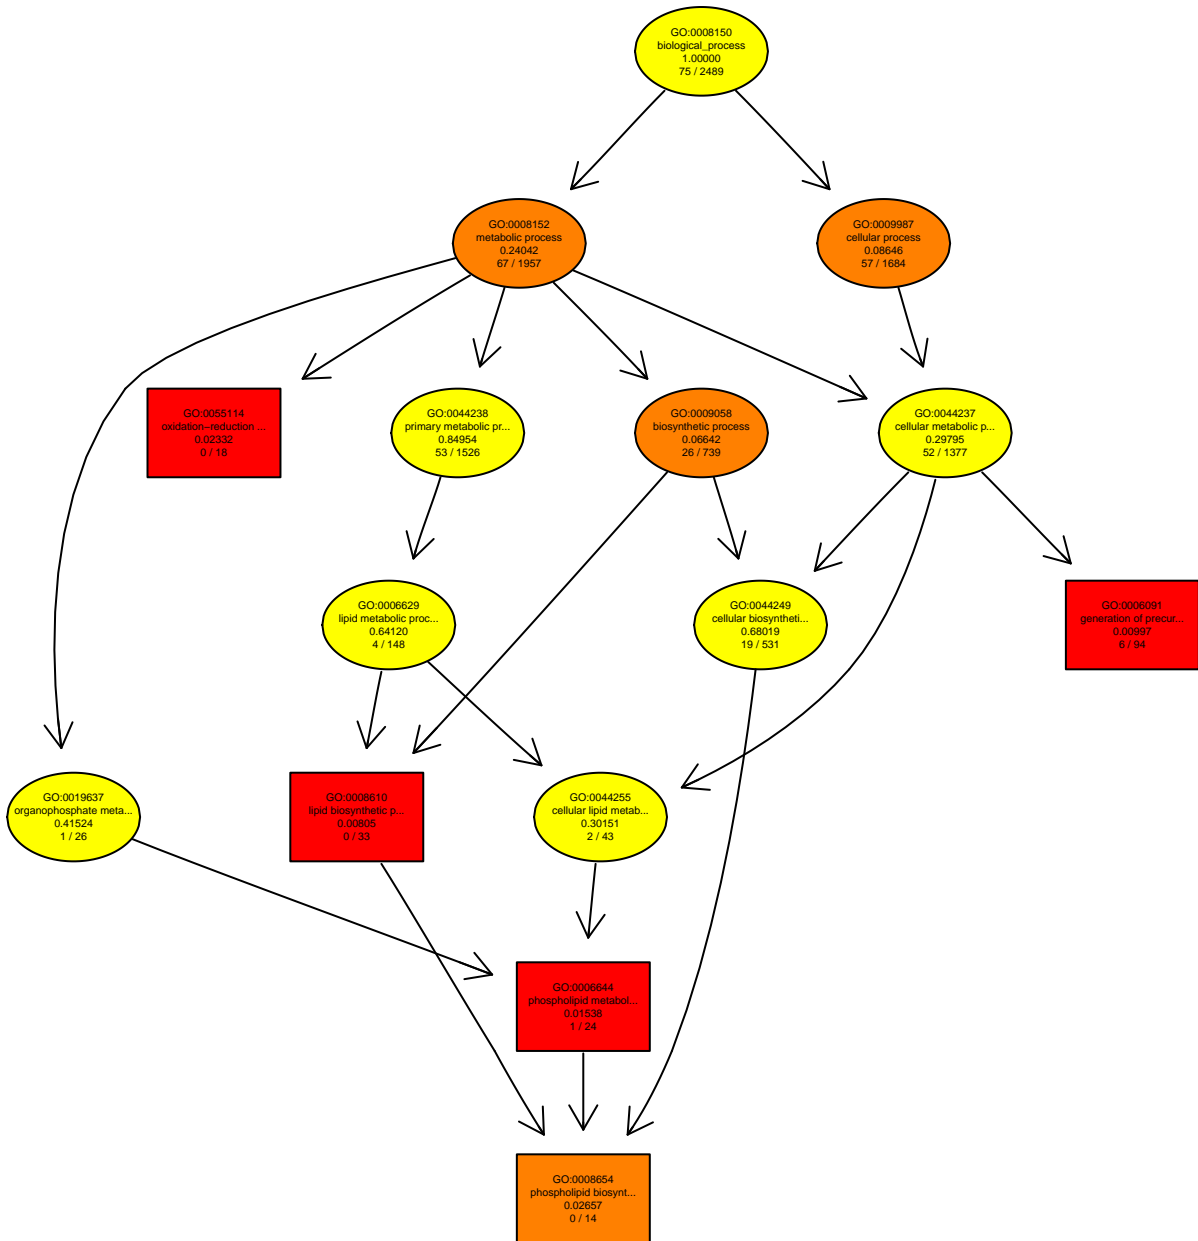 GO:0008150
biological_process
1.00000
75 / 2489
GO:0008152
metabolic process
0.24042
67 / 1957
GO:0009987
cellular process
0.08646
57 / 1684
GO:0055114
oxidation−reduction ...
0.02332
0 / 18
GO:0044238
primary metabolic pr...
0.84954
53 / 1526
GO:0009058
biosynthetic process
0.06642
26 / 739
GO:0044237
cellular metabolic p...
0.29795
52 / 1377
GO:0006629
lipid metabolic proc...
0.64120
4 / 148
GO:0044249
cellular biosyntheti...
0.68019
19 / 531
GO:0006091
generation of precur...
0.00997
6 / 94
GO:0019637
organophosphate meta...
0.41524
1 / 26
GO:0008610
lipid biosynthetic p...
0.00805
0 / 33
GO:0044255
cellular lipid metab...
0.30151
2 / 43
GO:0006644
phospholipid metabol...
0.01538
1 / 24
GO:0008654
phospholipid biosynt...
0.02657
0 / 14